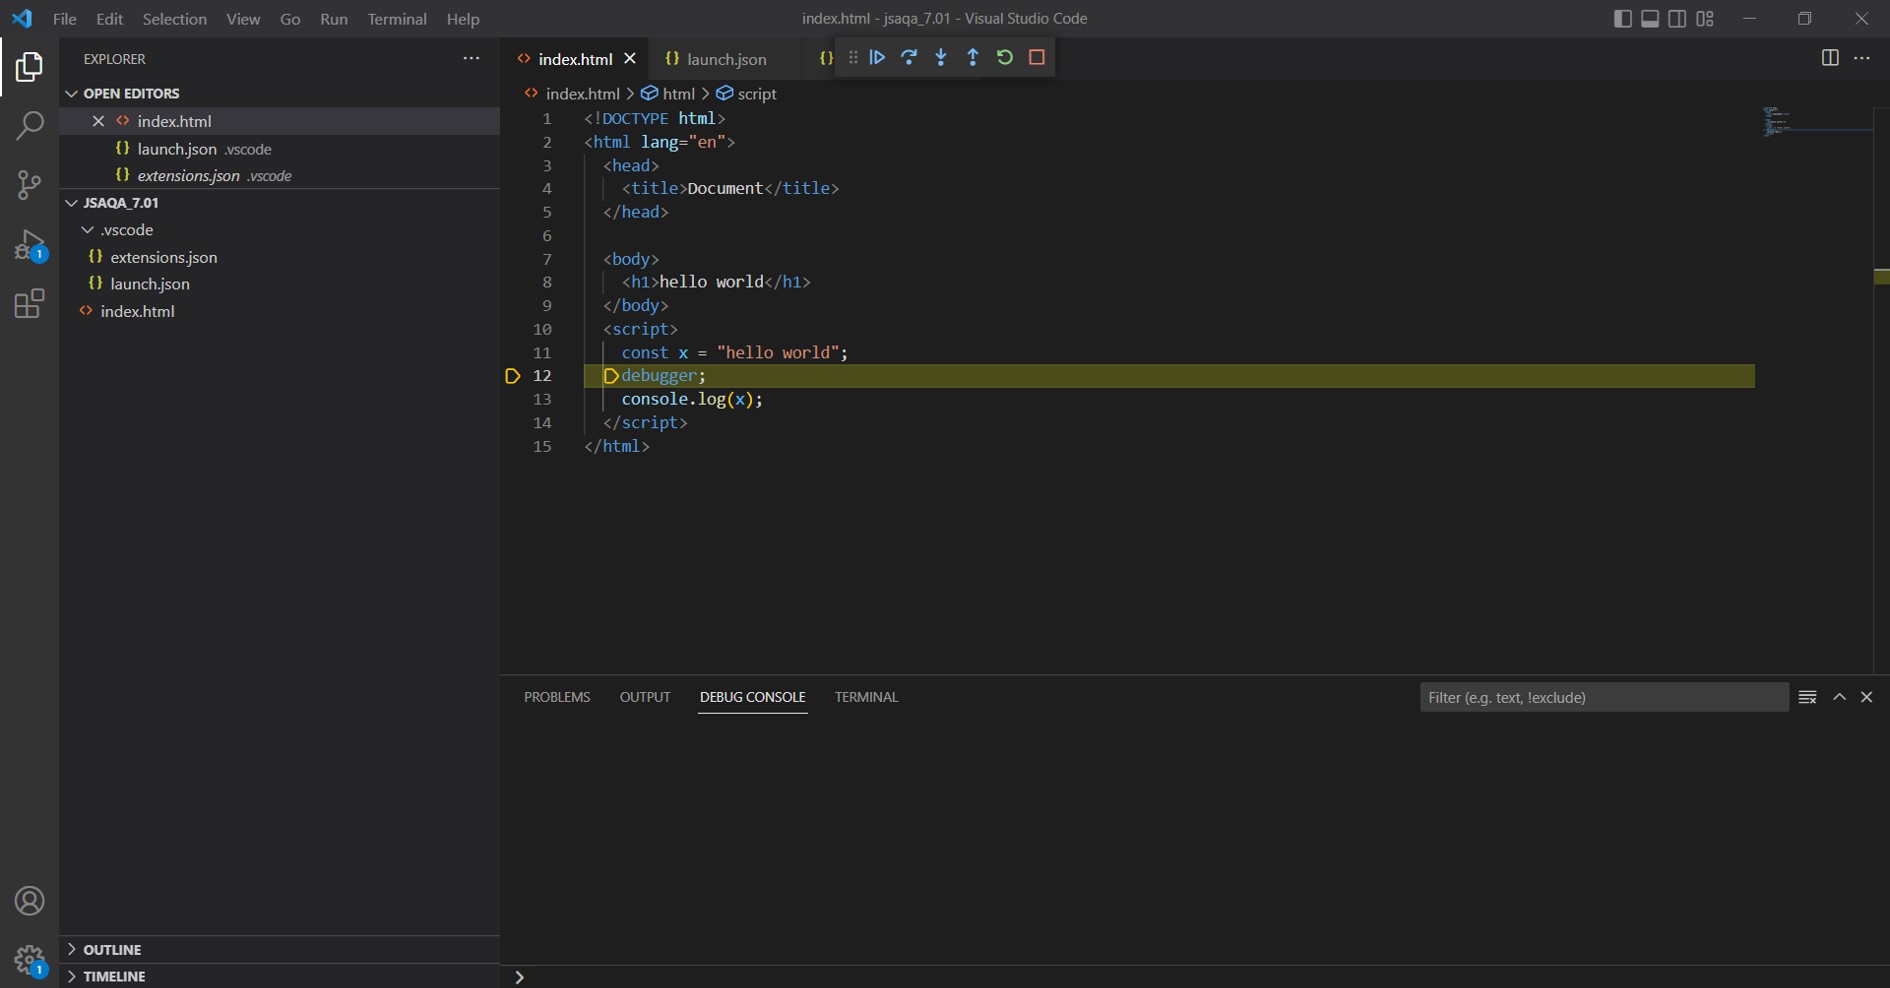 File Edit Selection View Go Run Terminal Help
index.html - jsaqa_7.01 - Visual Studio Code
EXPLORER
OPEN EDITORS
index.html
launch.json .vscode
extensions.json .vscode
JSAQA_7.01
.vscode
{} extensions.json
{} launch.json
index.html
OUTLINE
TIMELINE
1
1
index.html
{} launch.json
{}
index.html > html > script
1 <!DOCTYPE html>
2 <html lang="en">
3 <head>
4 <title>Document</title>
5 </head>
6
7 <body>
8 <h1>hello world</h1>
9 </body>
10 <script>
11 const x = "hello world";
12 debugger;
13 console.log(x);
14 </script>
15 </html>
PROBLEMS OUTPUT DEBUG CONSOLE TERMINAL
Filter (e.g. text, !exclude)